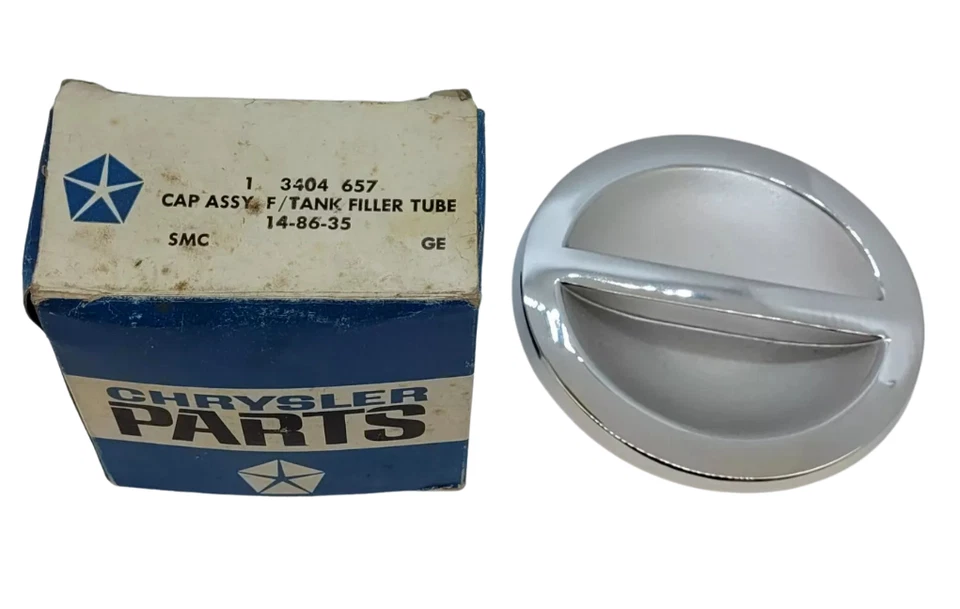 1 3404 657
CAP ASSY. F/TANK FILLER TUBE
14-86-35
SMC GE
CHRYSLER
PARTS